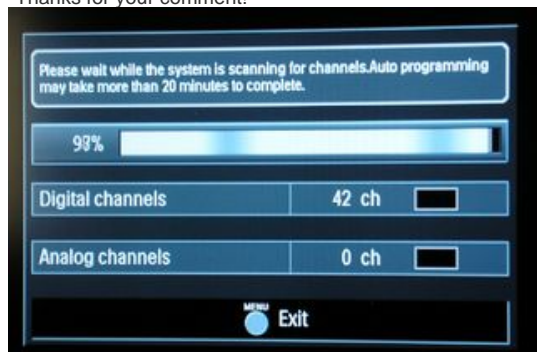 Thanks for your comment!
Please wait while the system is scanning for channels.Auto programming
may take more than 20 minutes to complete.
98%
Digital channels 42 ch
Analog channels 0 ch
MENU
Exit